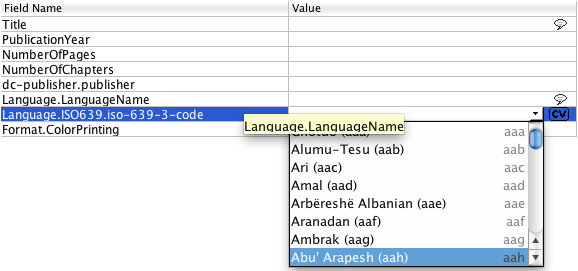 Field Name Value
Title
PublicationYear
NumberOfPages
NumberOfChapters
dc-publisher.publisher
Language.LanguageName
Language.ISO639.iso-639-3-code CV
Language.LanguageName
Format.ColorPrinting
(aaa) aaa
Alumu-Tesu (aab) aab
Ari (aac) aac
Amal (aad) aad
Arbëreshë Albanian (aae) aae
Aranadan (aaf) aaf
Ambrak (aag) aag
Abu' Arapesh (aah) aah